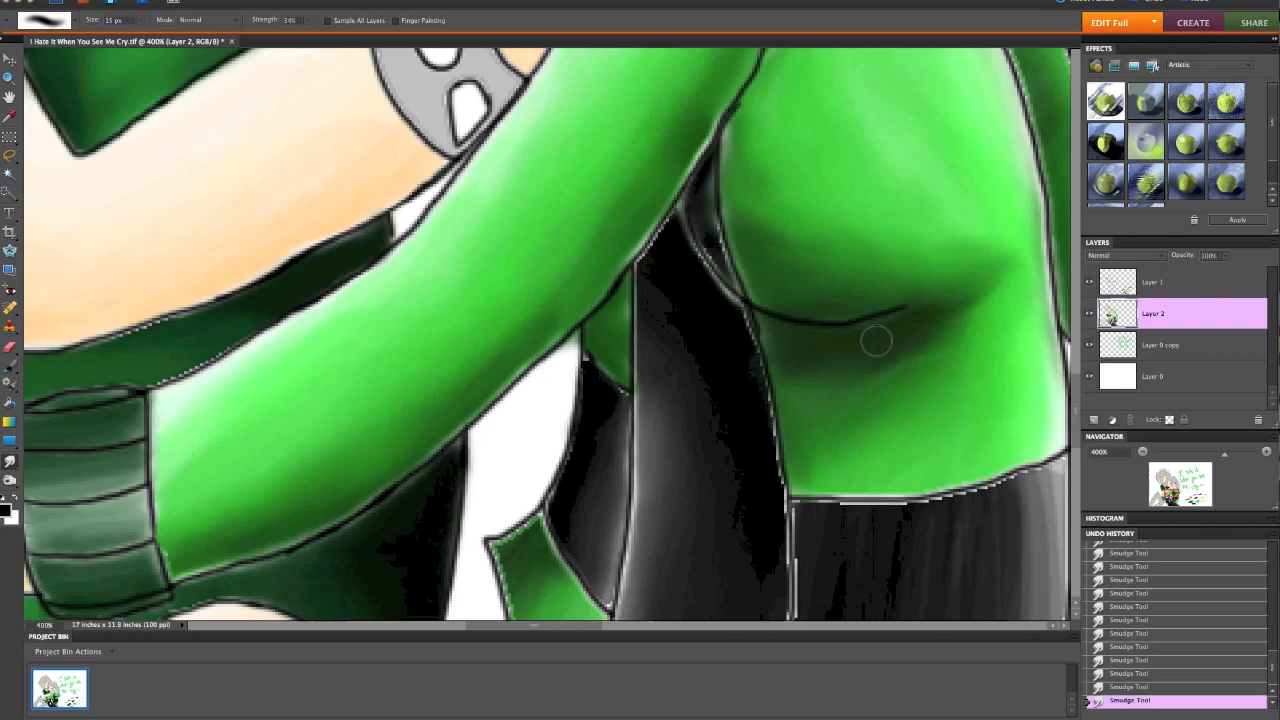 Size: 15 px Mode: Normal Strength: 34% Sample All Layers Finger Painting
EDIT Full CREATE SHARE
I Hate It When You See Me Cry.tif @ 400% (Layer 2, RGB/8) *
EFFECTS
Artistic
Apply
LAYERS
Normal Opacity: 100%
Layer 1
Layer 2
Layer 0 copy
Layer 0
Lock:
NAVIGATOR
400%
HISTOGRAM
UNDO HISTORY
Smudge Tool
Smudge Tool
Smudge Tool
Smudge Tool
Smudge Tool
Smudge Tool
Smudge Tool
Smudge Tool
Smudge Tool
Smudge Tool
Smudge Tool
Smudge Tool
400% 17 inches x 11.8 inches (100 ppi)
PROJECT BIN
Project Bin Actions